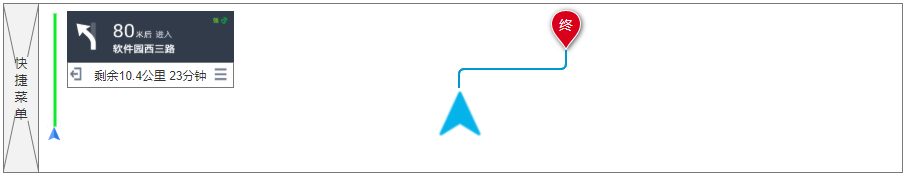 快捷菜单
80米后 进入
软件园西三路
剩余10.4公里 23分钟
终